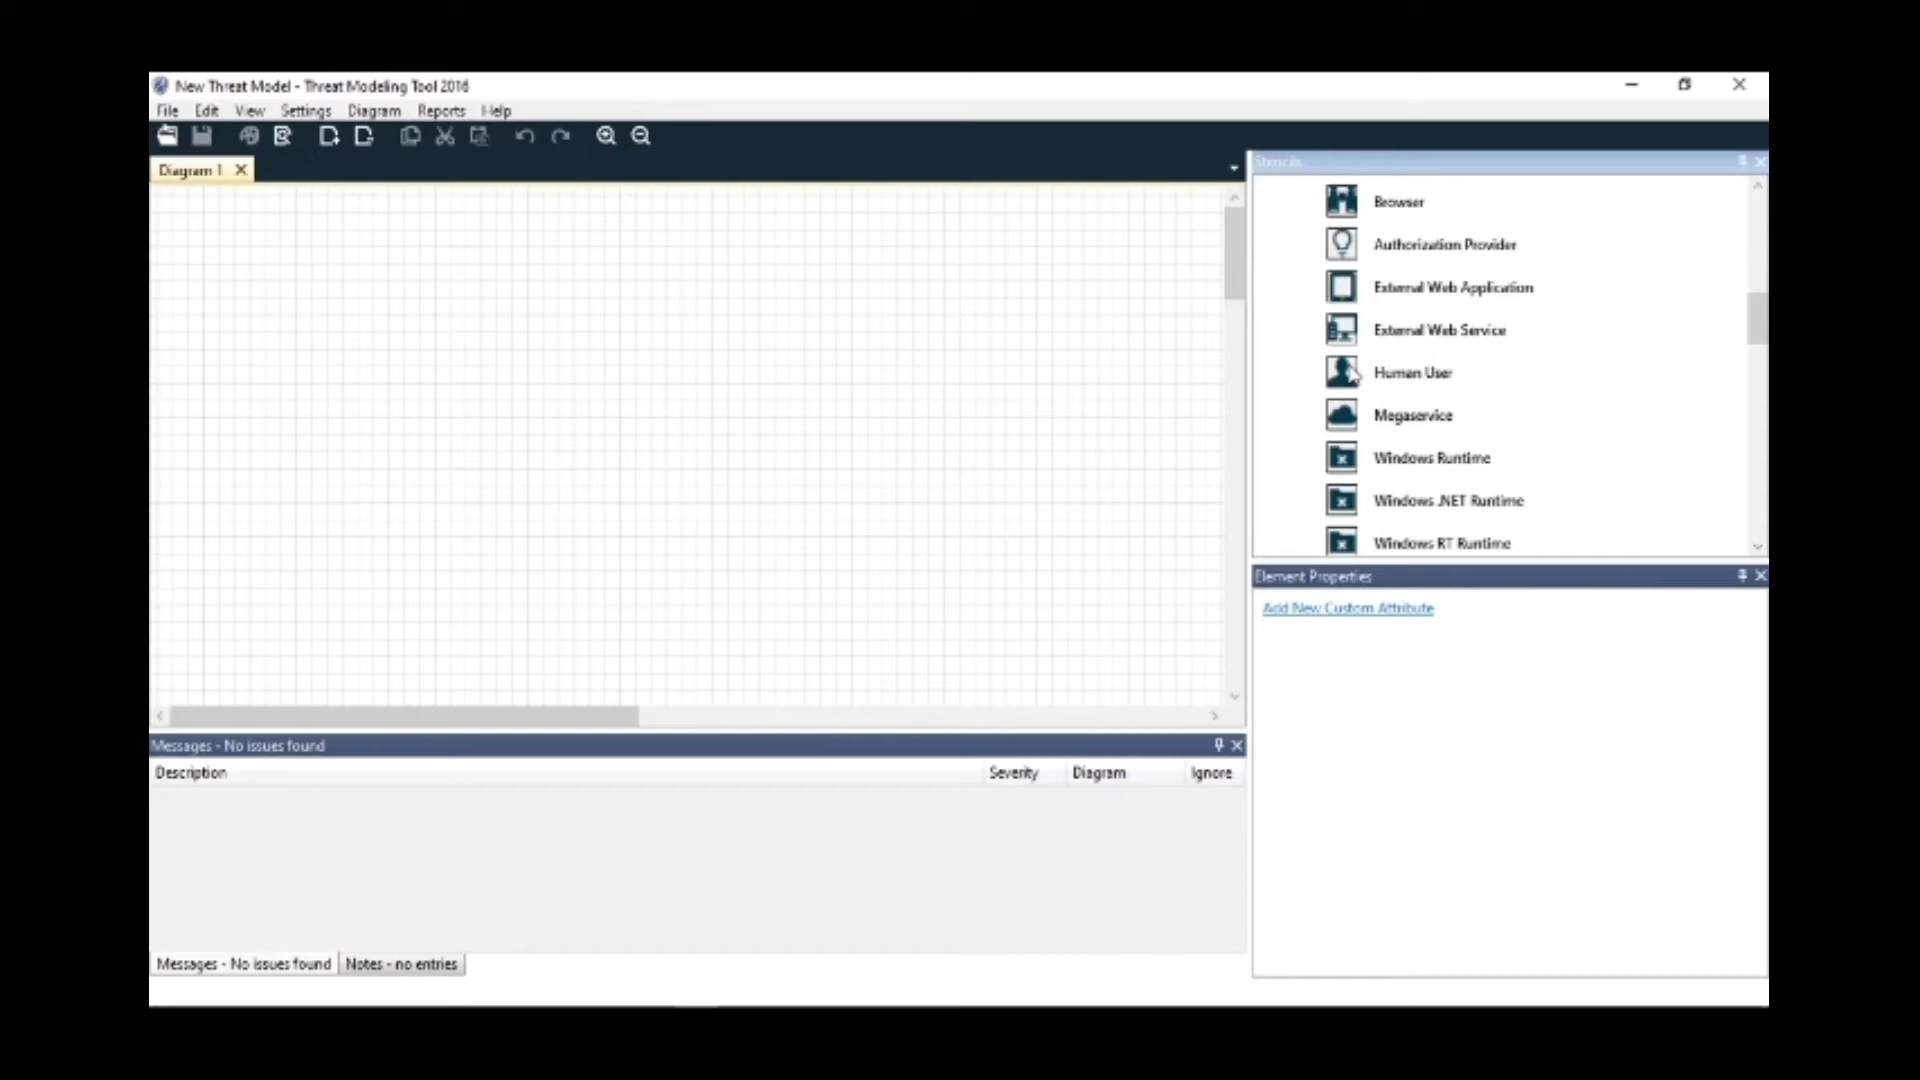 New Threat Model - Threat Modeling Tool 2016
File Edit View Settings Diagram Reports Help
Diagram 1
Stencils
Browser
Authorization Provider
External Web Application
External Web Service
Human User
Megaservice
Windows Runtime
Windows .NET Runtime
Windows RT Runtime
Element Properties
Add New Custom Attribute
Messages - No issues found
Description Severity Diagram Ignore
Messages - No issues found Notes - no entries